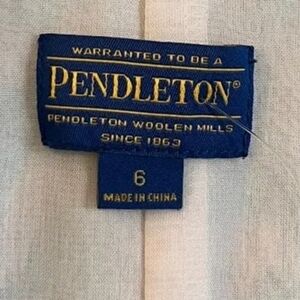 WARRANTED TO BE A
PENDLETON®
PENDLETON WOOLEN MILLS
SINCE 1863
6
MADE IN CHINA